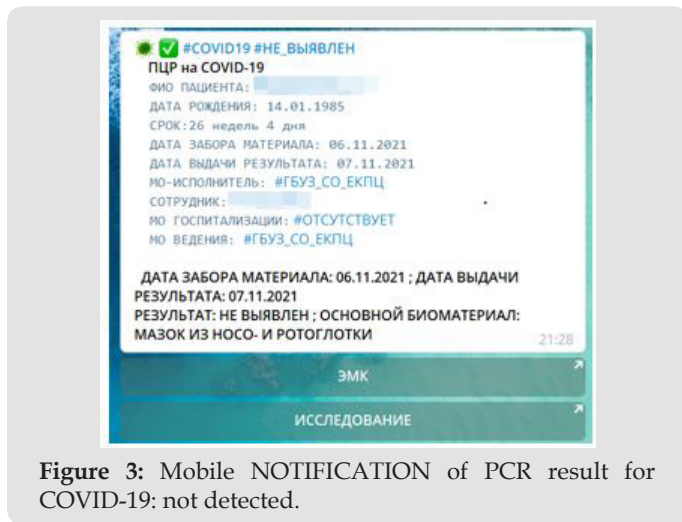 #COVID19 #НЕ_ВЫЯВЛЕН
ПЦР на COVID-19
ФИО ПАЦИЕНТА:
ДАТА РОЖДЕНИЯ: 14.01.1985
СРОК:26 недель 4 дня
ДАТА ЗАБОРА МАТЕРИАЛА: 06.11.2021
ДАТА ВЫДАЧИ РЕЗУЛЬТАТА: 07.11.2021
МО-ИСПОЛНИТЕЛЬ: #ГБУЗ_СО_ЕКПЦ
СОТРУДНИК:
МО ГОСПИТАЛИЗАЦИИ: #ОТСУТСТВУЕТ
МО ВЕДЕНИЯ: #ГБУЗ_СО_ЕКПЦ
ДАТА ЗАБОРА МАТЕРИАЛА: 06.11.2021 ; ДАТА ВЫДАЧИ
РЕЗУЛЬТАТА: 07.11.2021
РЕЗУЛЬТАТ: НЕ ВЫЯВЛЕН ; ОСНОВНОЙ БИОМАТЕРИАЛ:
МАЗОК ИЗ НОСО- И РОТОГЛОТКИ
21:28
ЭМК
ИССЛЕДОВАНИЕ
Figure 3: Mobile NOTIFICATION of PCR result for
COVID-19: not detected.